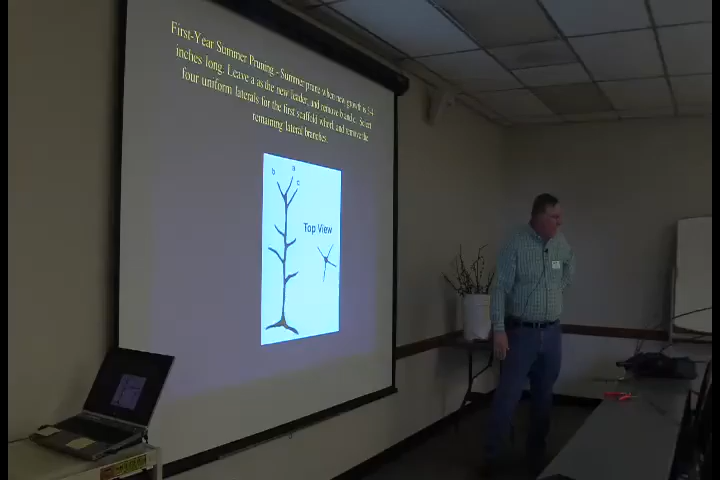 First-Year Summer Pruning - Summer prune when new growth is 3-4
inches long. Leave a as the new leader, and remove b and c. Select
four uniform laterals for the first scaffold whorl, and remove the
remaining lateral branches.
a
b
c
Top View